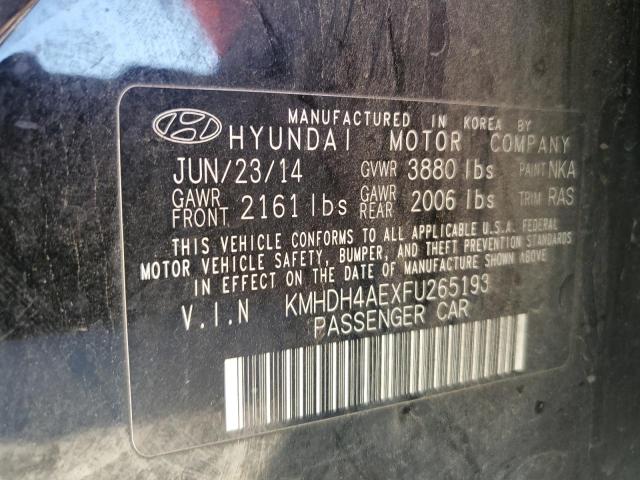 MANUFACTURED IN KOREA BY
HYUNDAI MOTOR COMPANY
JUN/23/14 GVWR 3880 lbs PAINT NKA
GAWR FRONT 2161 lbs GAWR REAR 2006 lbs TRIM RAS
THIS VEHICLE CONFORMS TO ALL APPLICABLE U.S.A. FEDERAL
MOTOR VEHICLE SAFETY, BUMPER, AND THEFT PREVENTION STANDARDS
IN EFFECT ON THE DATE OF MANUFACTURE SHOWN ABOVE
V.I.N KMHDH4AEXFU265193
PASSENGER CAR